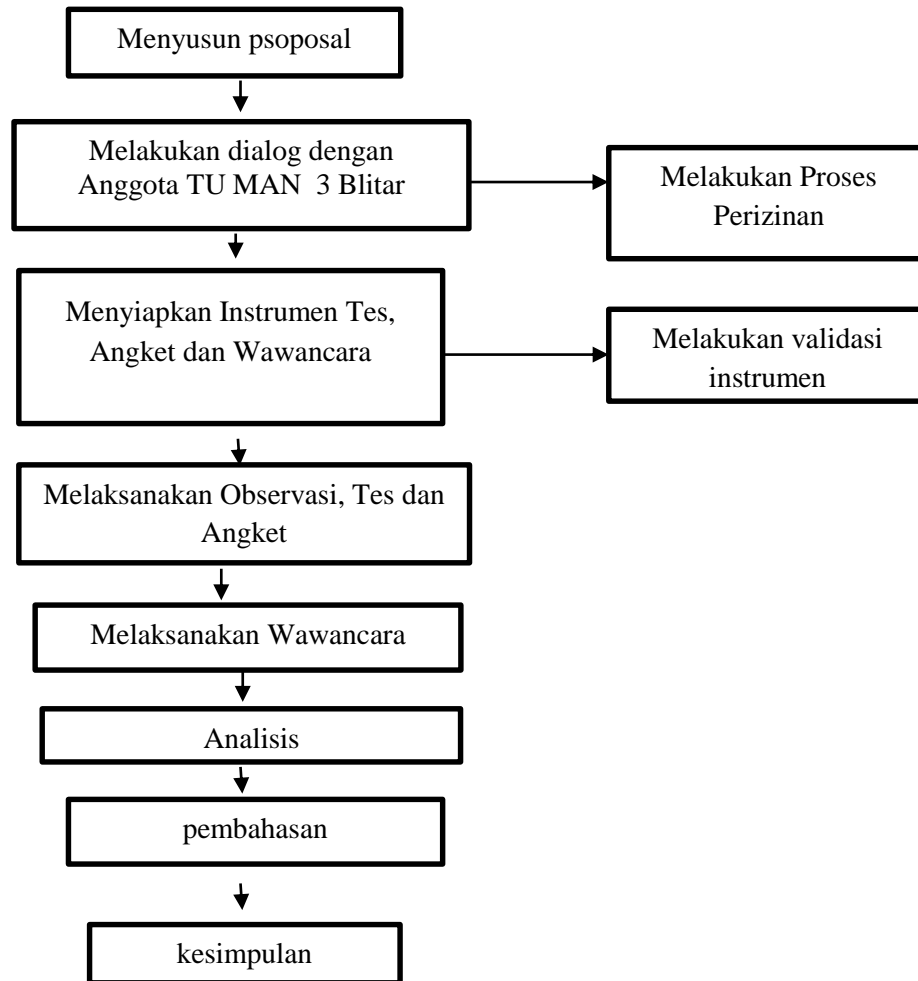 Menyusun psoposal
Melakukan dialog dengan
Anggota TU MAN  3 Blitar
Melakukan Proses
Perizinan
Menyiapkan Instrumen Tes,
Angket dan Wawancara
Melakukan validasi
instrumen
Melaksanakan Observasi, Tes dan
Angket
Melaksanakan Wawancara
Analisis
pembahasan
kesimpulan